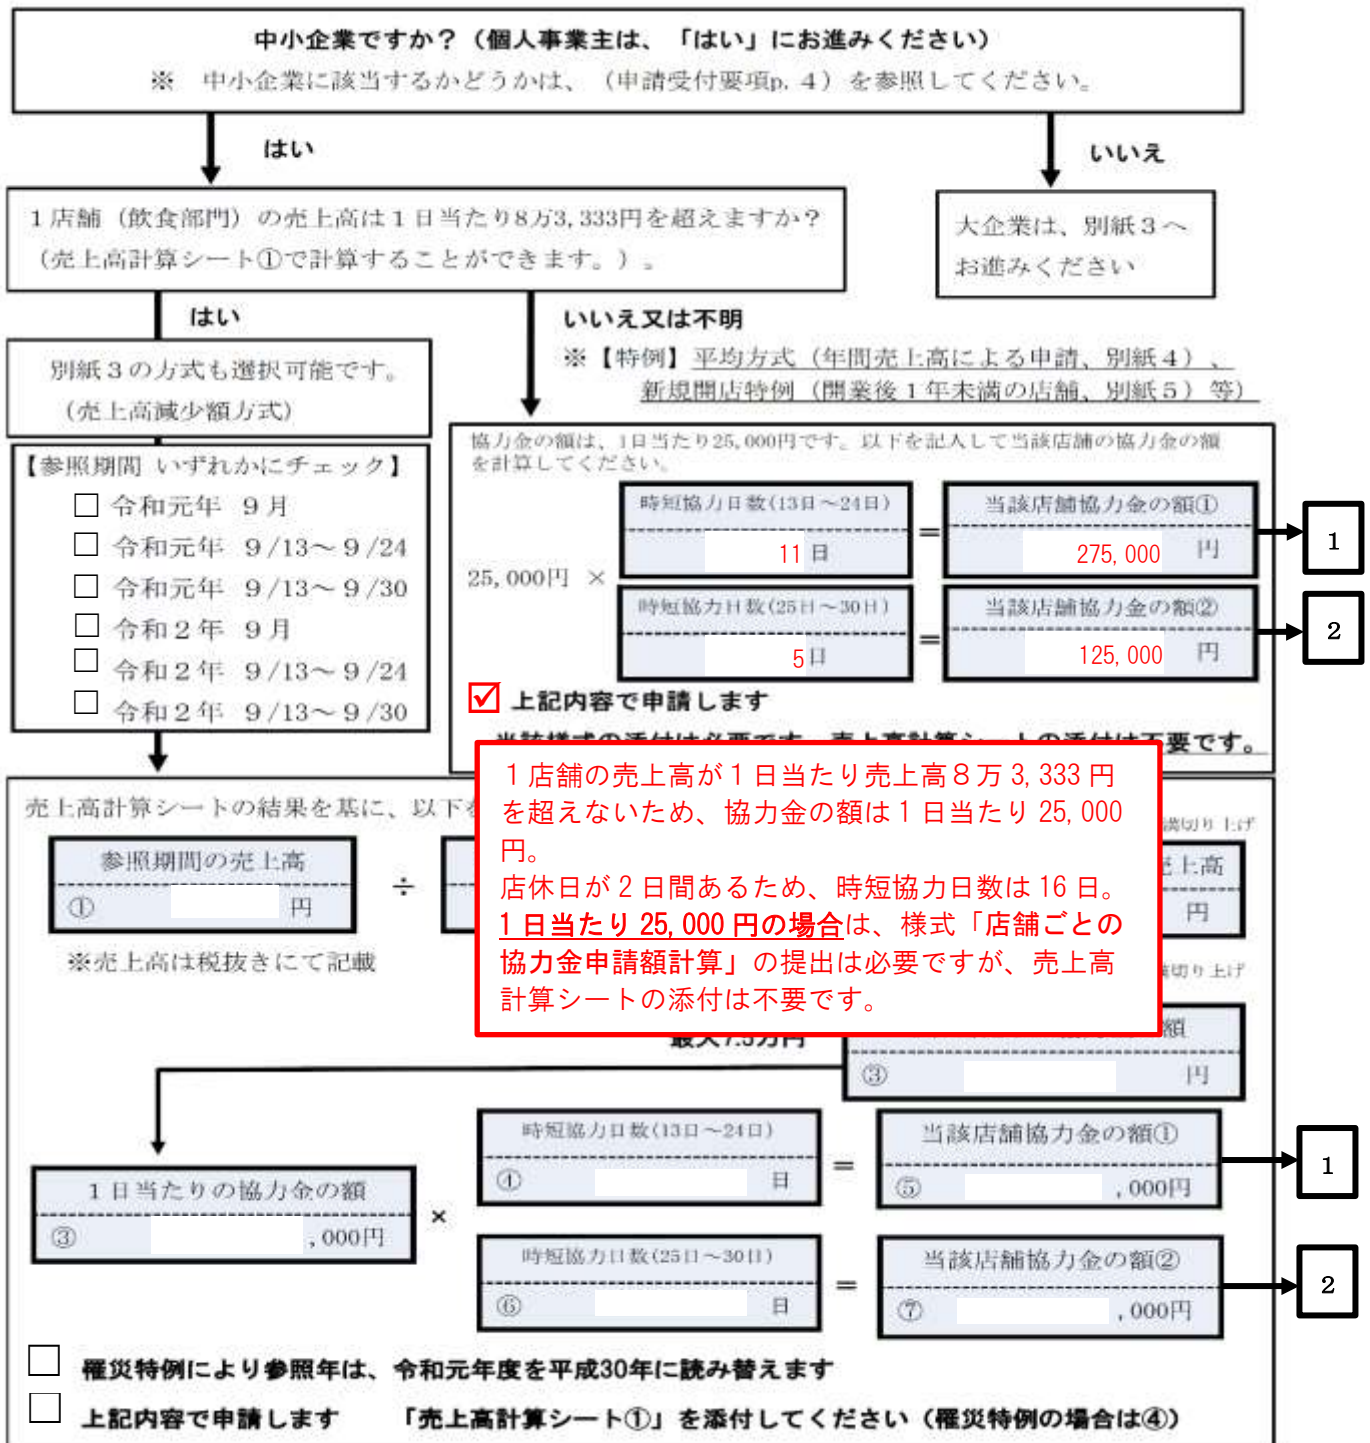 中小企業ですか？（個人事業主は、「はい」にお進みください）
※　中小企業に該当するかどうかは、（申請受付要項p. 4）を参照してください。
はい
いいえ
1店舗（飲食部門）の売上高は1日当たり8万3,333円を超えますか？
（売上高計算シート①で計算することができます。）。
大企業は、別紙3へ
お進みください
はい
いいえ又は不明
※【特例】平均方式（年間売上高による申請、別紙4）、
新規開店特例（開業後1年未満の店舗、別紙5）等）
別紙3の方式も選択可能です。
（売上高減少額方式）
【参照期間 いずれかにチェック】
□ 令和元年 9月
□ 令和元年 9/13～9/24
□ 令和元年 9/13～9/30
□ 令和2年 9月
□ 令和2年 9/13～9/24
□ 令和2年 9/13～9/30
協力金の額は、1日当たり25,000円です。以下を記入して当該店舗の協力金の額
を計算してください。
25,000円 ×
時短協力日数(13日～24日)
11日
=
当該店舗協力金の額①
275,000 円
1
時短協力日数(25日～30日)
5日
=
当該店舗協力金の額②
125,000 円
2
☑ 上記内容で申請します
売上高計算シートの添付は不要です。
売上高計算シートの結果を基に、以下を
切り上げ
参照期間の売上高
① 円
÷
売上高
円
※売上高は税抜きにて記載
切り上げ
1店舗の売上高が1日当たり売上高8万3,333円
を超えないため、協力金の額は1日当たり25,000
円。
店休日が2日間あるため、時短協力日数は16日。
1日当たり25,000円の場合は、様式「店舗ごとの
協力金申請額計算」の提出は必要ですが、売上高
計算シートの添付は不要です。
最大7.5万円
額
③ 円
1日当たりの協力金の額
③ ,000円
×
時短協力日数(13日～24日)
④ 日
=
当該店舗協力金の額①
⑤ ,000円
1
時短協力日数(25日～30日)
⑥ 日
=
当該店舗協力金の額②
⑦ ,000円
2
□ 罹災特例により参照年は、令和元年度を平成30年に読み替えます
□ 上記内容で申請します　「売上高計算シート①」を添付してください（罹災特例の場合は④）